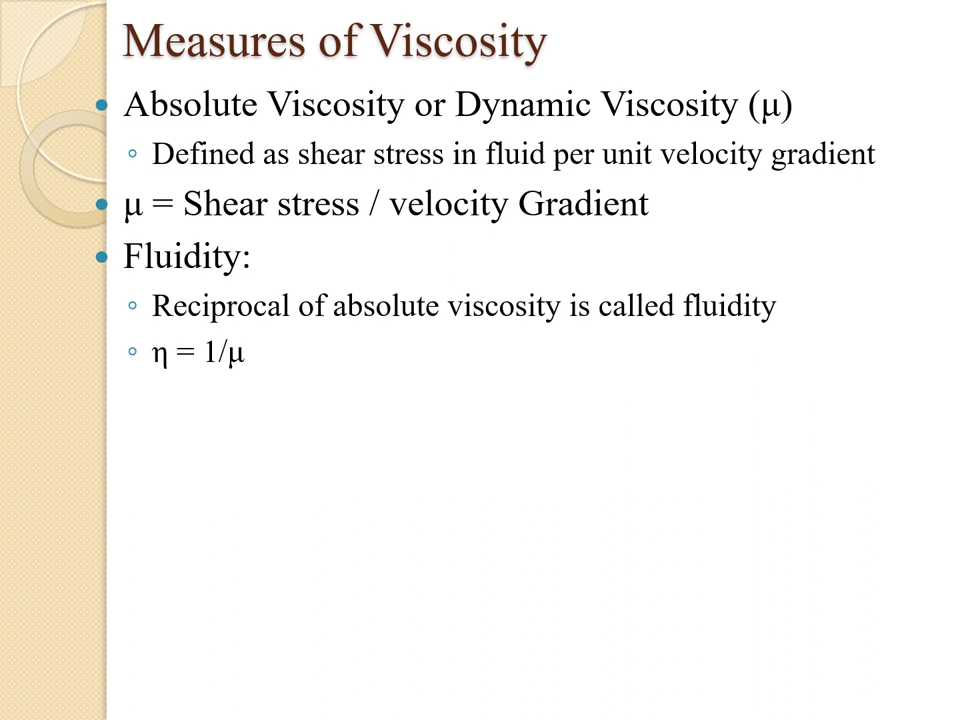 Measures of Viscosity
• Absolute Viscosity or Dynamic Viscosity (μ)
◦ Defined as shear stress in fluid per unit velocity gradient
• μ = Shear stress / velocity Gradient
• Fluidity:
◦ Reciprocal of absolute viscosity is called fluidity
◦ η = 1/μ